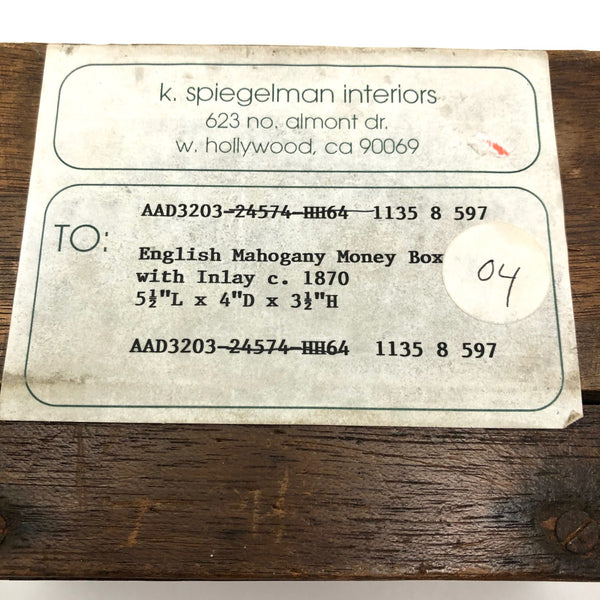 k. spiegelman interiors
623 no. almont dr.
w. hollywood, ca 90069
TO:
AAD3203-24574-HH64 1135 8 597
English Mahogany Money Box
with Inlay c. 1870
5½"L x 4"D x 3½"H
04
AAD3203-24574-HH64 1135 8 597